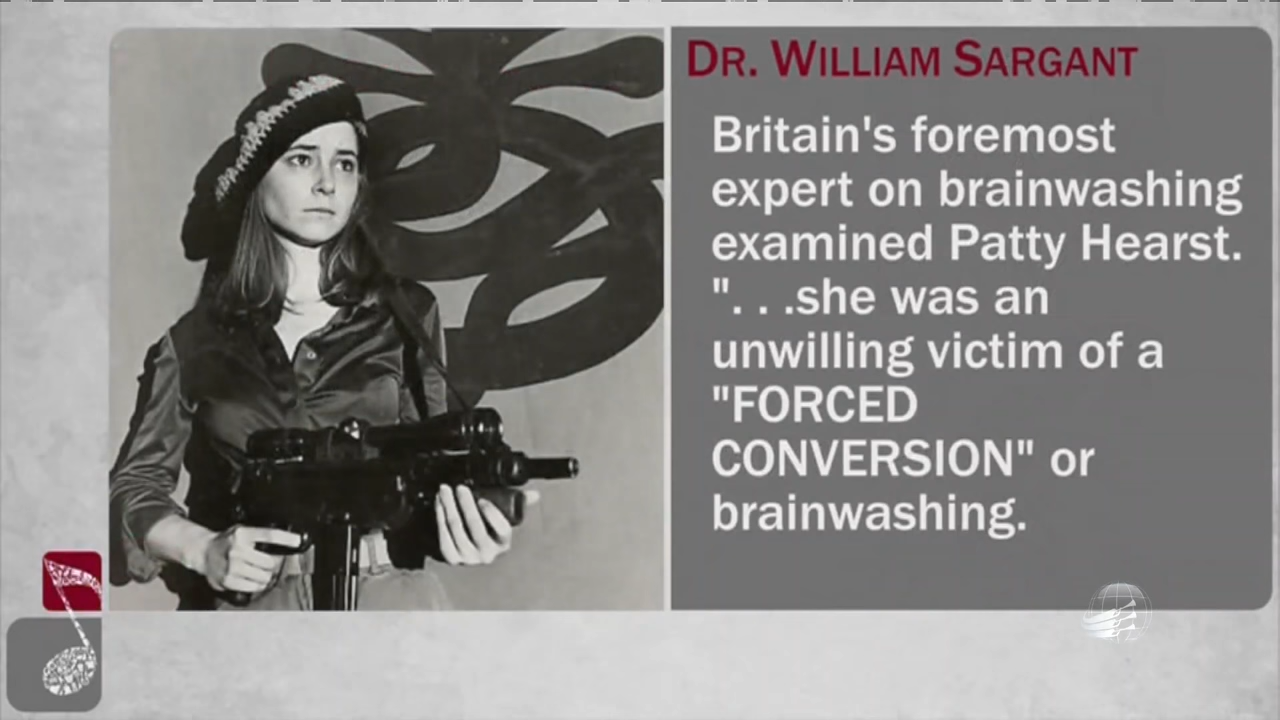 DR. WILLIAM SARGANT
Britain's foremost
expert on brainwashing
examined Patty Hearst.
". . .she was an
unwilling victim of a
"FORCED
CONVERSION" or
brainwashing.